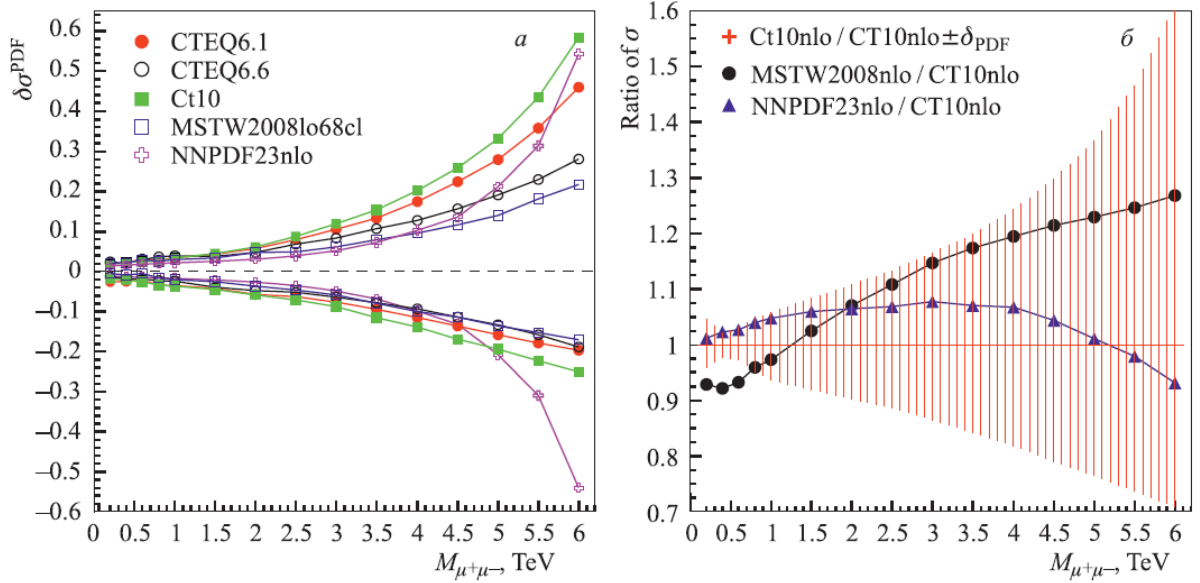 δσ^PDF
0.6
0.5
0.4
0.3
0.2
0.1
0
–0.1
–0.2
–0.3
–0.4
–0.5
–0.6
а
CTEQ6.1
CTEQ6.6
Ct10
MSTW2008lo68cl
NNPDF23nlo
0 0.5 1 1.5 2 2.5 3 3.5 4 4.5 5 5.5 6
M_μ+μ–, TeV
Ratio of σ
1.6
1.5
1.4
1.3
1.2
1.1
1
0.9
0.8
0.7
б
Ct10nlo / CT10nlo±δ_PDF
MSTW2008nlo / CT10nlo
NNPDF23nlo / CT10nlo
0 0.5 1 1.5 2 2.5 3 3.5 4 4.5 5 5.5 6
M_μ+μ–, TeV